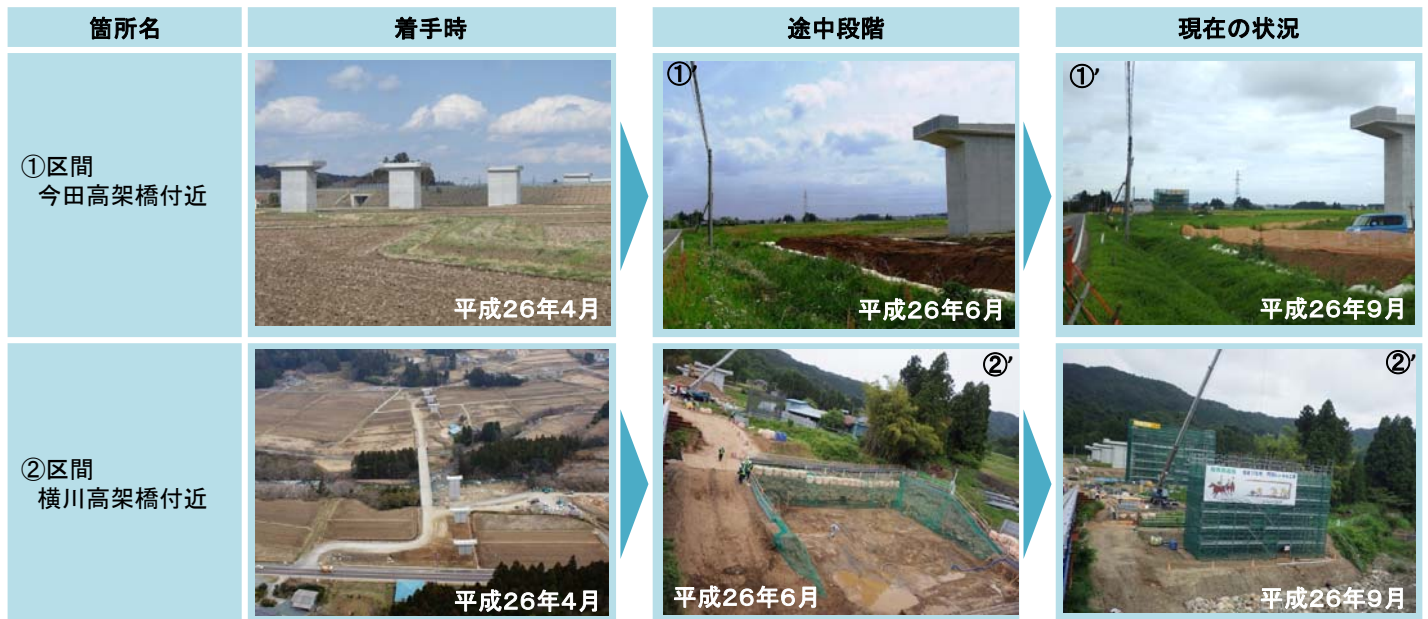 箇所名
着手時
途中段階
現在の状況
①区間
今田高架橋付近
平成26年4月
①’
平成26年6月
①’
平成26年9月
②区間
横川高架橋付近
平成26年4月
②’
平成26年6月
②’
平成26年9月